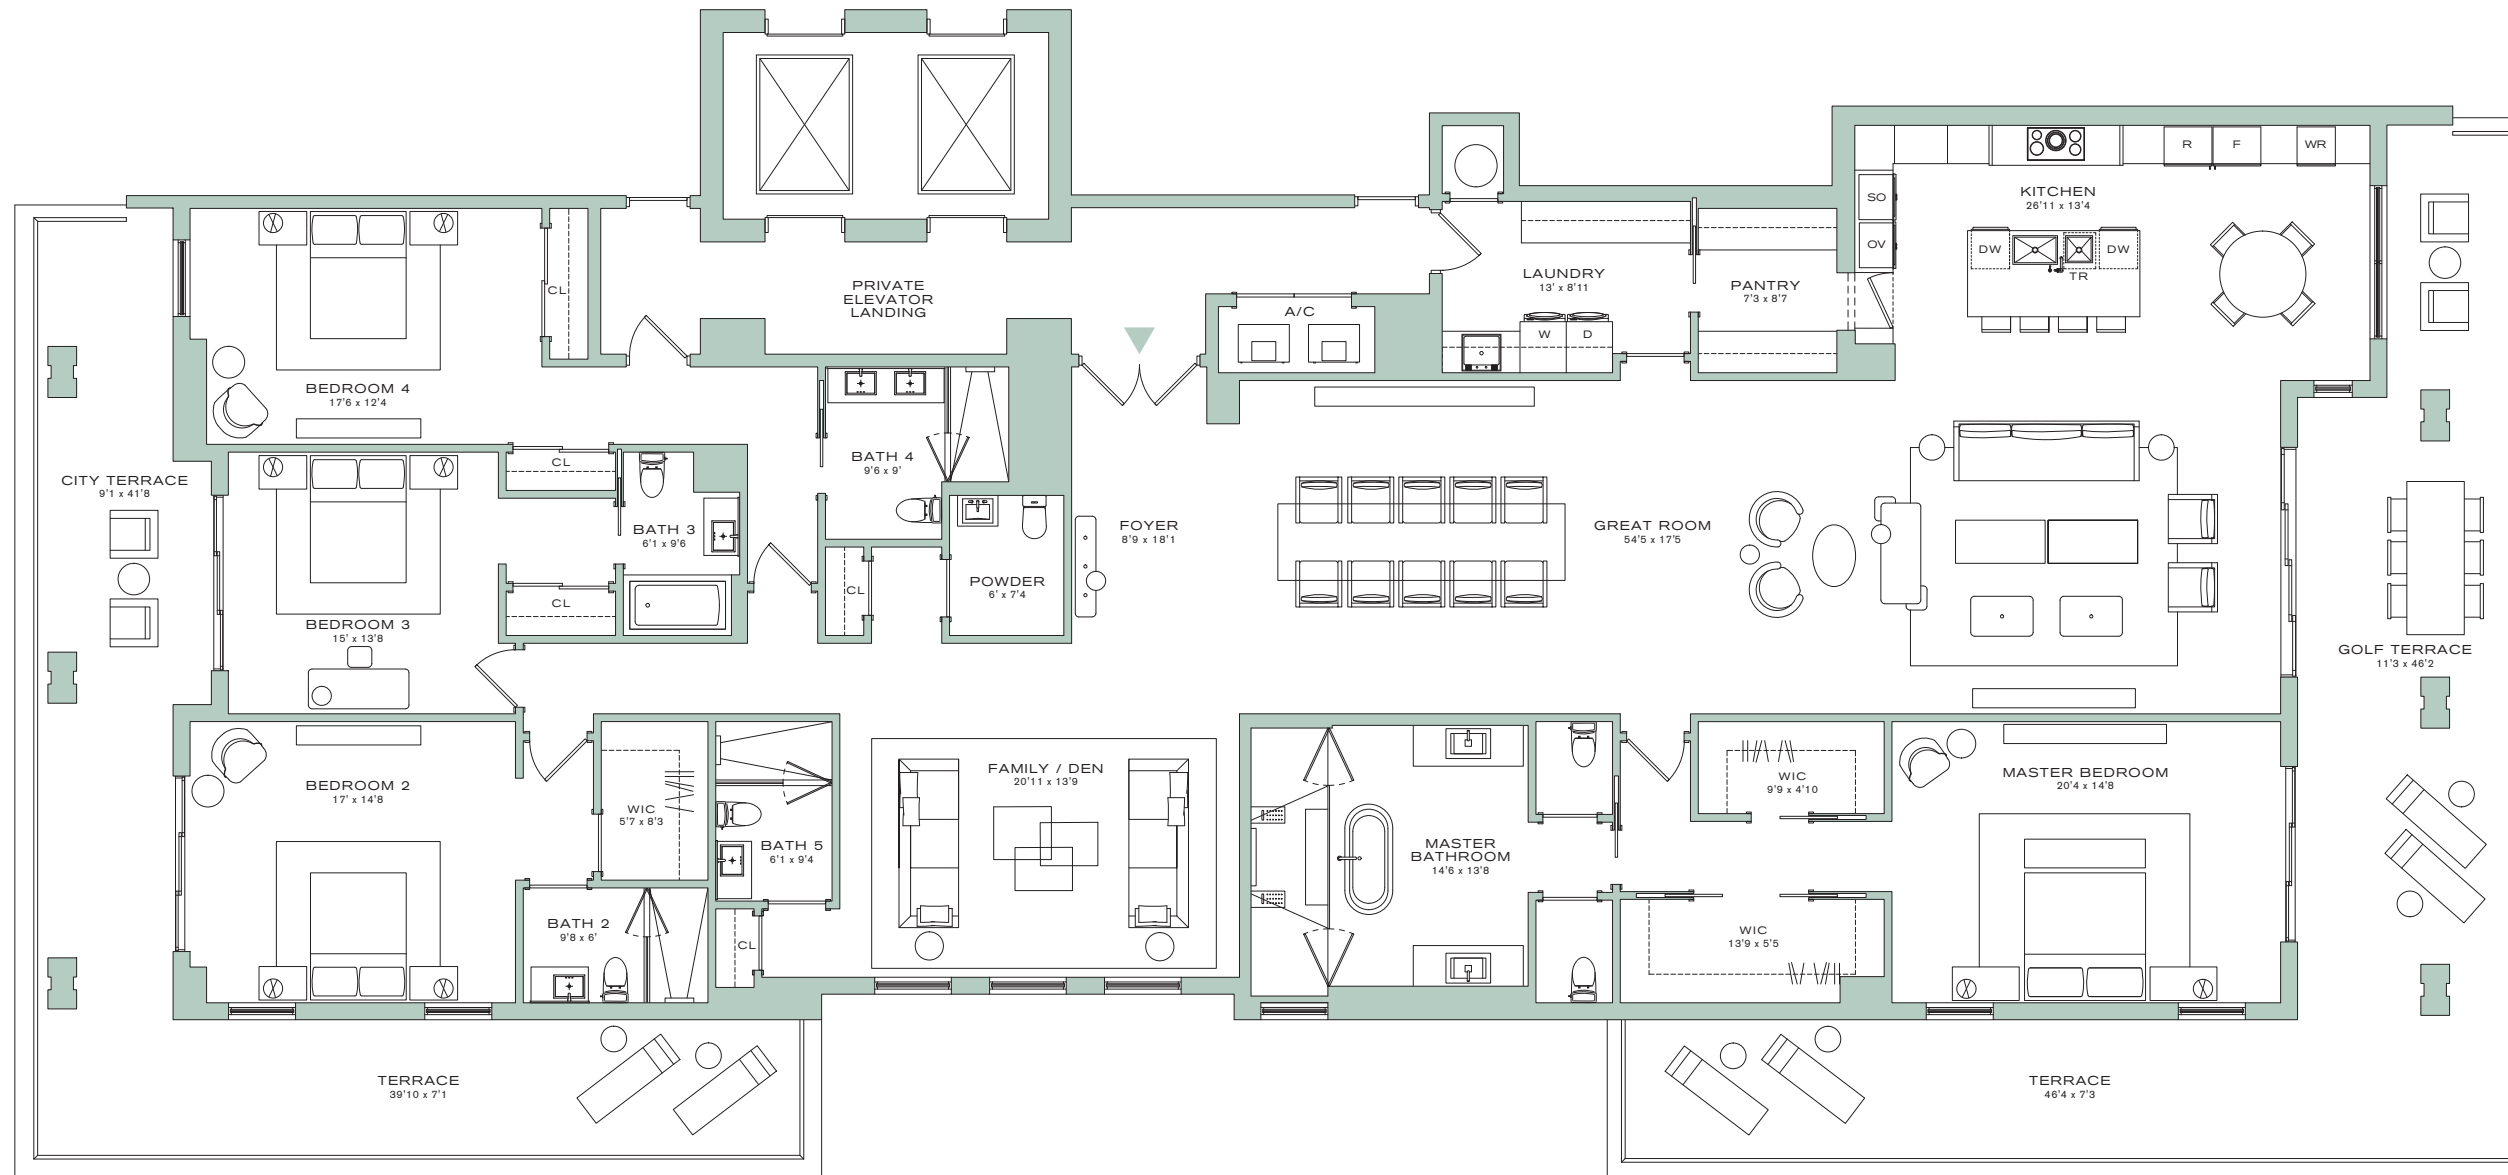 R
F
WR
KITCHEN
26'11 x 13'4
SO
OV
DW
DW
TR
LAUNDRY
13' x 8'11
PANTRY
7'3 x 8'7
W
D
A/C
PRIVATE
ELEVATOR
LANDING
CL
BEDROOM 4
17'6 x 12'4
CITY TERRACE
9'1 x 41'8
CL
BATH 4
9'6 x 9'
BATH 3
6'1 x 9'6
FOYER
8'9 x 18'1
GREAT ROOM
54'5 x 17'5
POWDER
6' x 7'4
CL
CL
BEDROOM 3
15' x 13'8
GOLF TERRACE
11'3 x 46'2
BEDROOM 2
17' x 14'8
WIC
5'7 x 8'3
FAMILY / DEN
20'11 x 13'9
WIC
9'9 x 4'10
MASTER BEDROOM
20'4 x 14'8
BATH 5
6'1 x 9'4
MASTER
BATHROOM
14'6 x 13'8
BATH 2
9'8 x 6'
CL
WIC
13'9 x 5'5
TERRACE
39'10 x 7'1
TERRACE
46'4 x 7'3